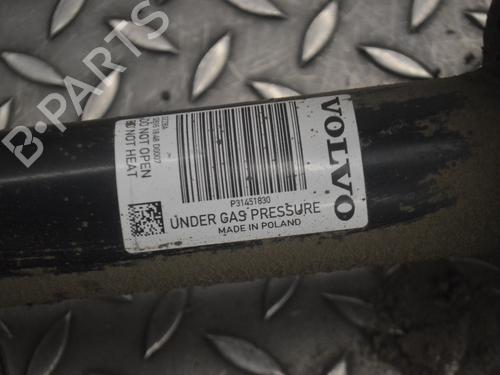 P31451830
UNDER GAS PRESSURE
MADE IN POLAND
VOLVO
DO NOT OPEN
DO NOT HEAT
B-PARTS